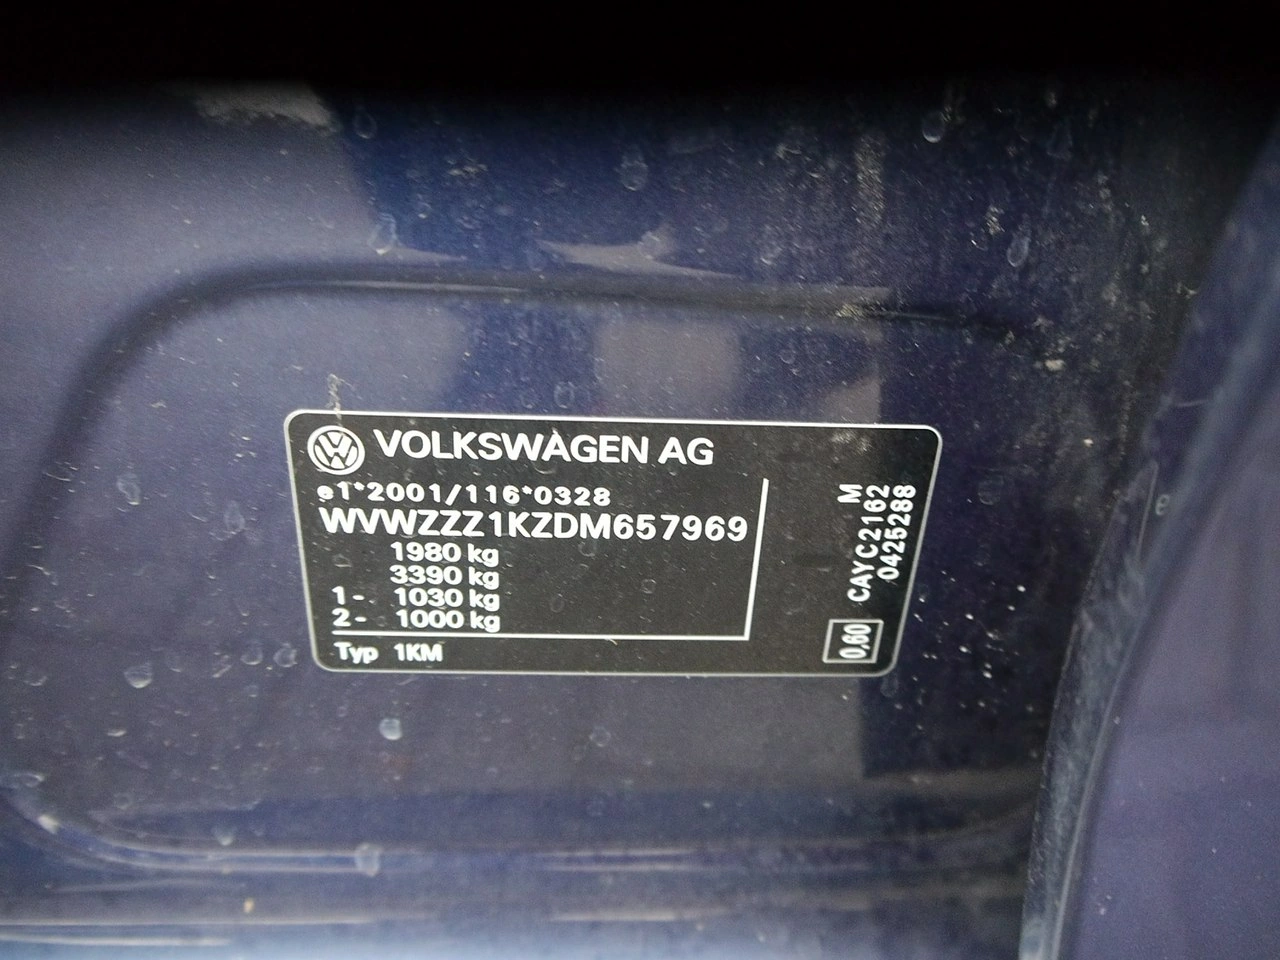 VOLKSWAGEN AG
e1*2001/116*0328
WVWZZZ1KZDM657969
1980 kg
3390 kg
1- 1030 kg
2- 1000 kg
Typ 1KM
M
CAYC2162
0425288
0,60